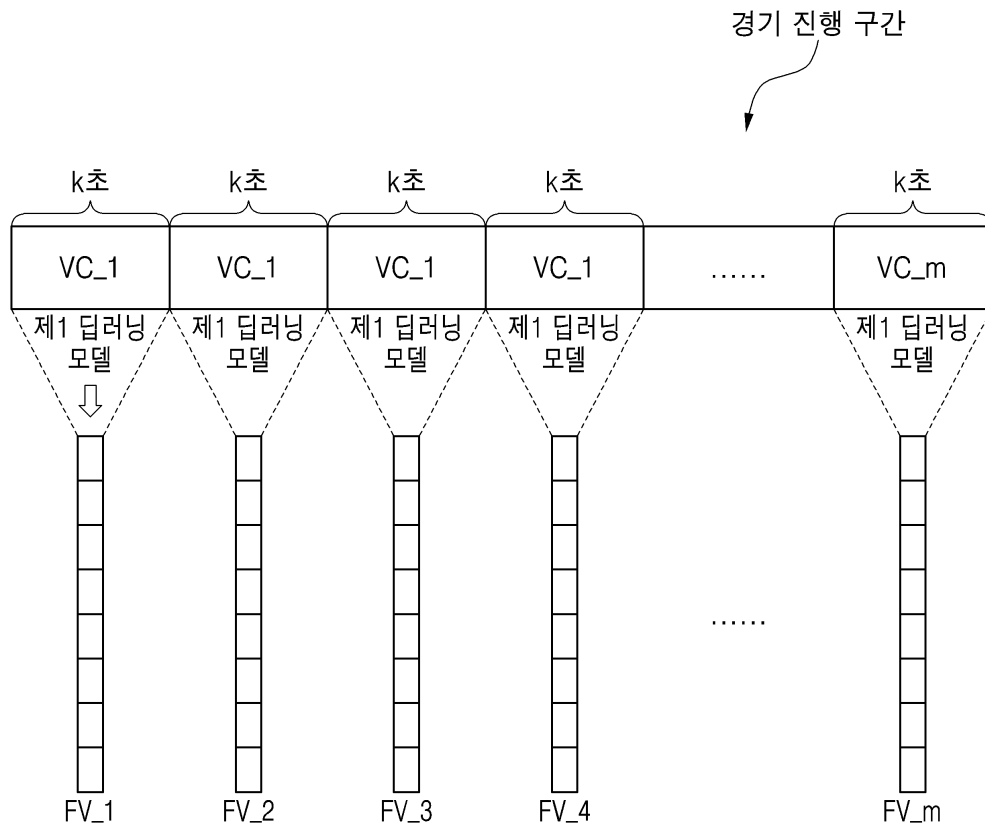 경기 진행 구간
k초 k초 k초 k초 k초
VC_1 VC_1 VC_1 VC_1 ...... VC_m
제1 딥러닝 제1 딥러닝 제1 딥러닝 제1 딥러닝 제1 딥러닝
모델 모델 모델 모델 모델
......
FV_1 FV_2 FV_3 FV_4 FV_m